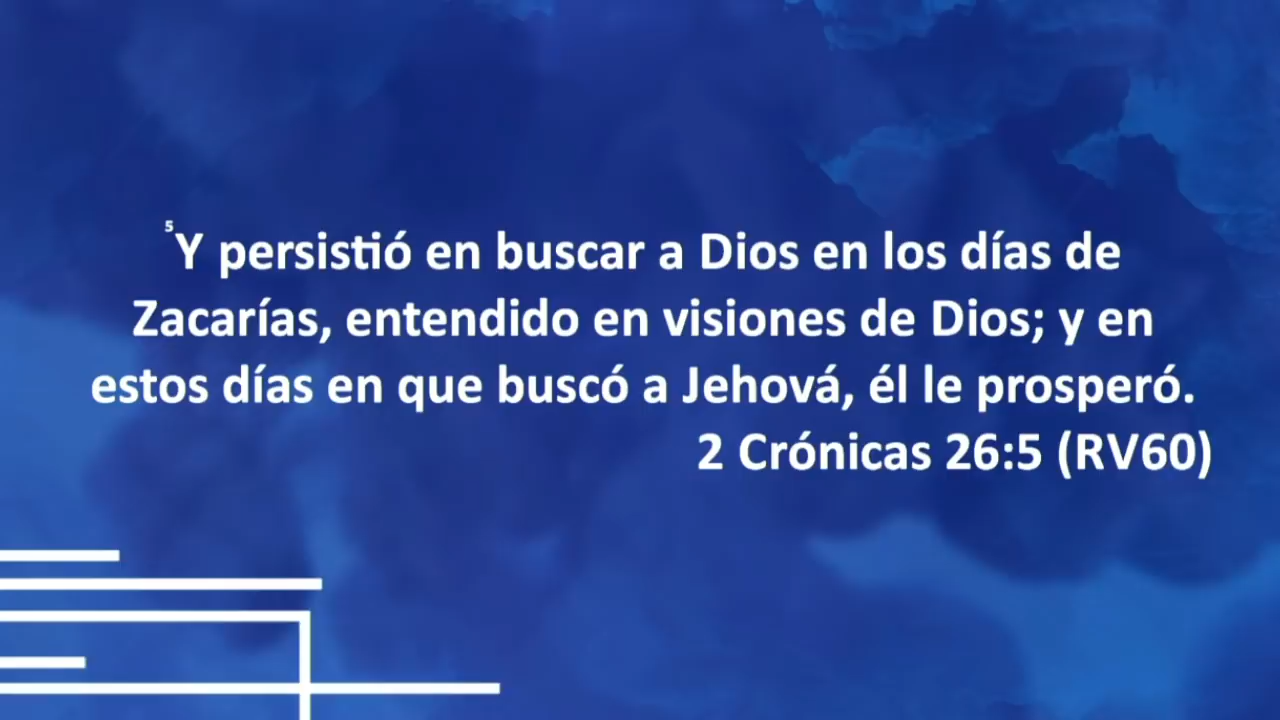 ⁵Y persistió en buscar a Dios en los días de
Zacarías, entendido en visiones de Dios; y en
estos días en que buscó a Jehová, él le prosperó.
2 Crónicas 26:5 (RV60)